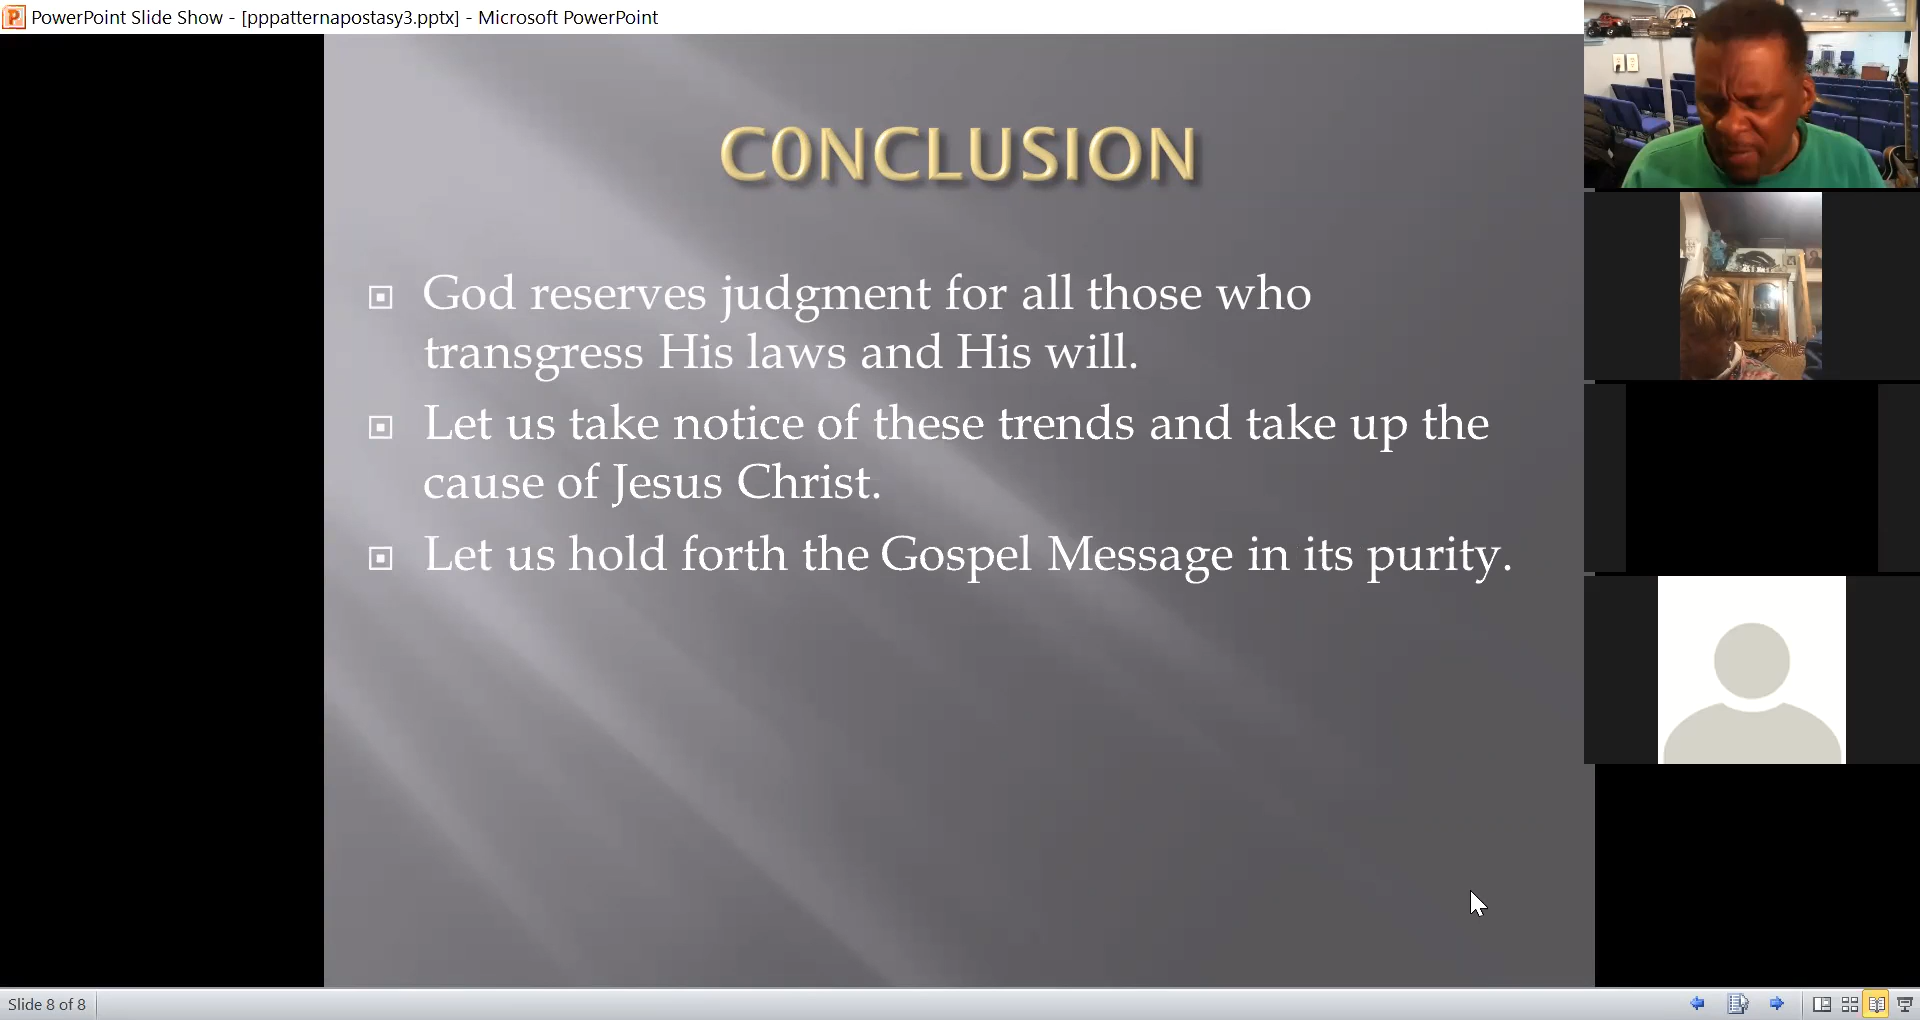 PowerPoint Slide Show - [pppatternapostasy3.pptx] - Microsoft PowerPoint
C0NCLUSION
God reserves judgment for all those who
transgress His laws and His will.
Let us take notice of these trends and take up the
cause of Jesus Christ.
Let us hold forth the Gospel Message in its purity.
Slide 8 of 8